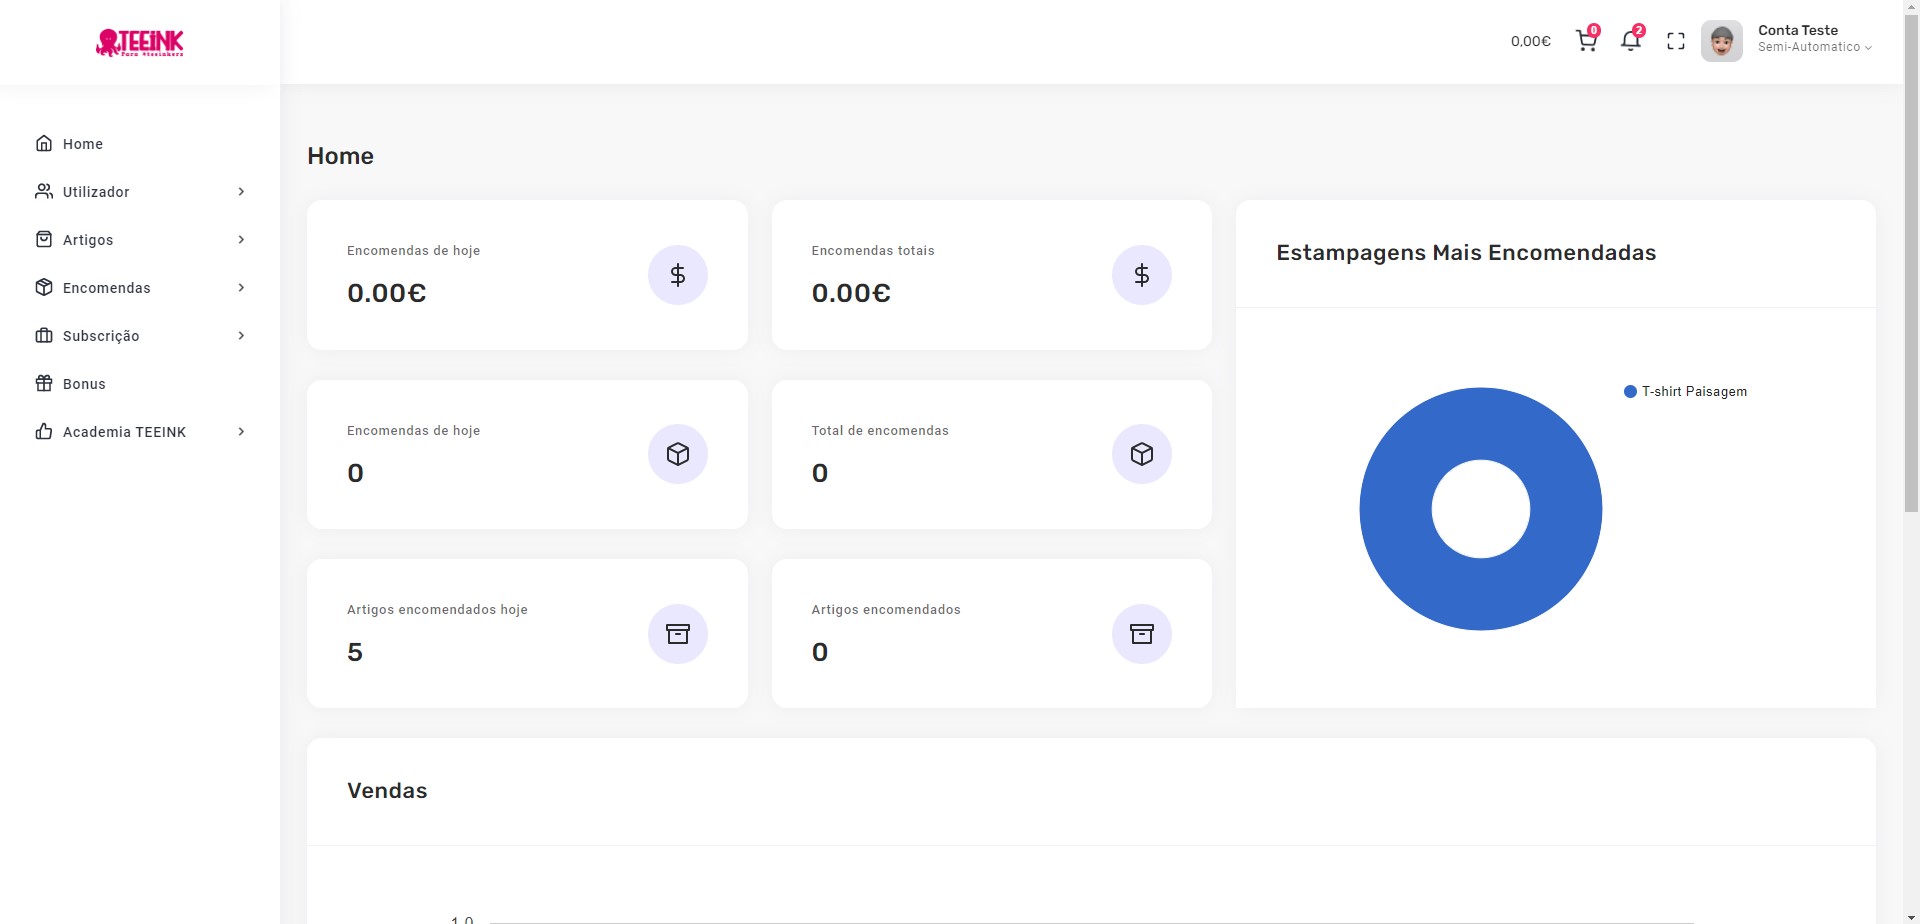 TEEINK
Para #teeinkers
0,00€
0
2
Conta Teste
Semi-Automatico
Home
Utilizador
Artigos
Encomendas
Subscrição
Bonus
Academia TEEINK
Home
Encomendas de hoje
0.00€
Encomendas totais
0.00€
Encomendas de hoje
0
Total de encomendas
0
Artigos encomendados hoje
5
Artigos encomendados
0
Estampagens Mais Encomendadas
T-shirt Paisagem
Vendas
1.0